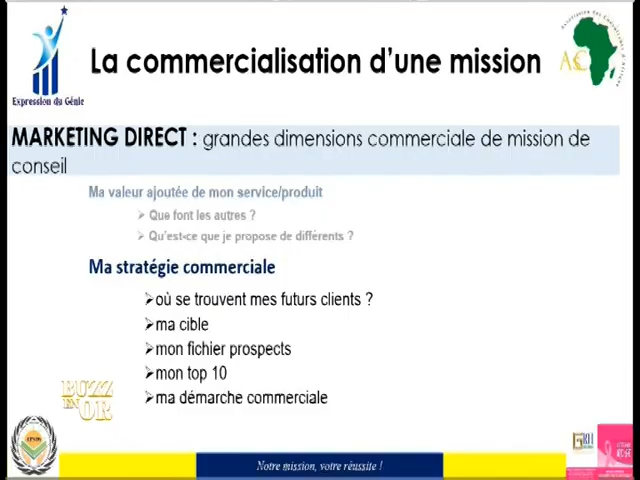 La commercialisation d'une mission
Expression du Génie
MARKETING DIRECT : grandes dimensions commerciale de mission de
conseil
Ma valeur ajoutée de mon service/produit
Que font les autres ?
Qu'est-ce que je propose de différents ?
Ma stratégie commerciale
où se trouvent mes futurs clients ?
ma cible
mon fichier prospects
mon top 10
ma démarche commerciale
BUZZ
EN OR
Notre mission, votre réussite !